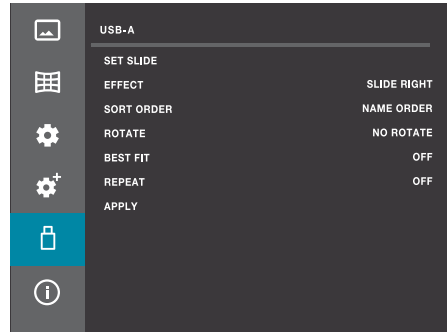 USB-A
SET SLIDE
EFFECT SLIDE RIGHT
SORT ORDER NAME ORDER
ROTATE NO ROTATE
BEST FIT OFF
REPEAT OFF
APPLY